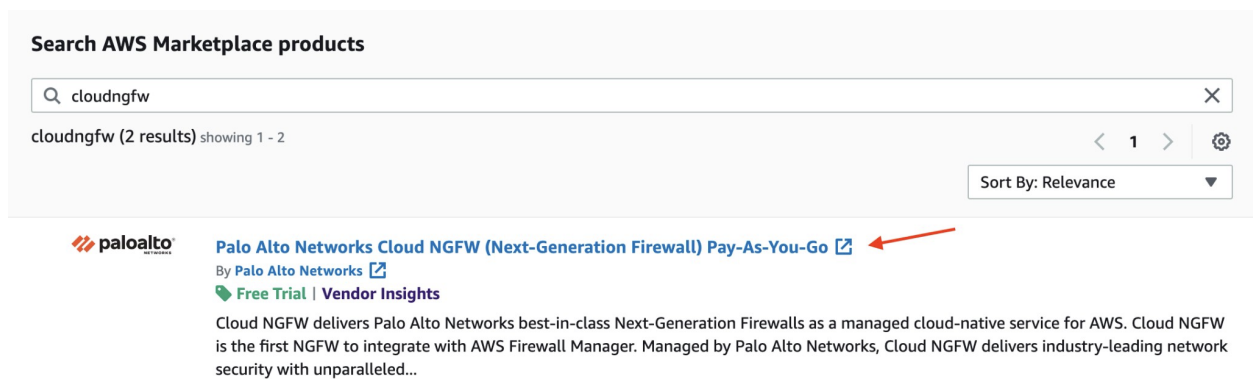 Search AWS Marketplace products
cloudngfw
cloudngfw (2 results) showing 1 - 2
1
Sort By: Relevance
paloalto
NETWORKS
Palo Alto Networks Cloud NGFW (Next-Generation Firewall) Pay-As-You-Go
By Palo Alto Networks
Free Trial | Vendor Insights
Cloud NGFW delivers Palo Alto Networks best-in-class Next-Generation Firewalls as a managed cloud-native service for AWS. Cloud NGFW
is the first NGFW to integrate with AWS Firewall Manager. Managed by Palo Alto Networks, Cloud NGFW delivers industry-leading network
security with unparalleled...